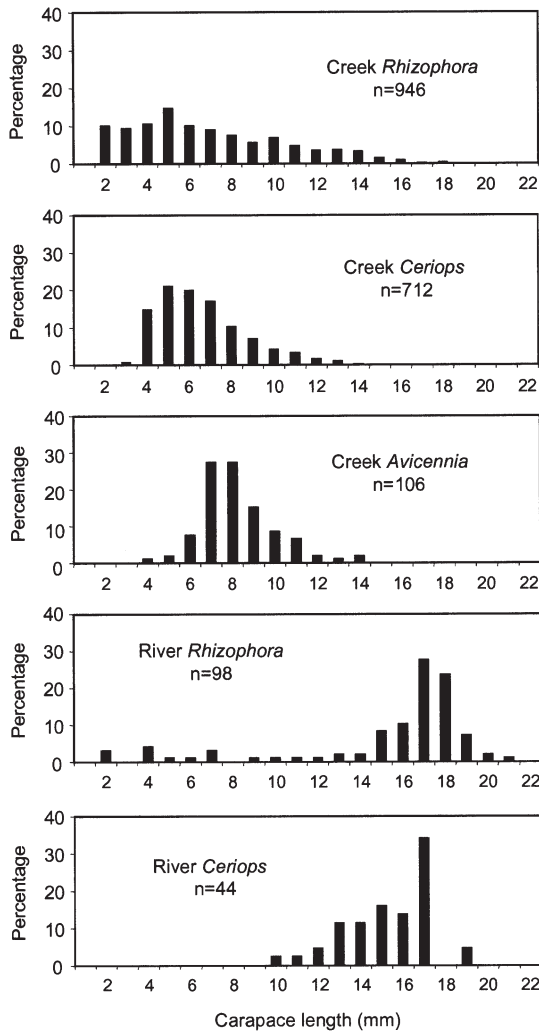 40
30
20
10
0
Percentage
Creek Rhizophora
n=946
2 4 6 8 10 12 14 16 18 20 22
40
30
20
10
0
Percentage
Creek Ceriops
n=712
2 4 6 8 10 12 14 16 18 20 22
40
30
20
10
0
Percentage
Creek Avicennia
n=106
2 4 6 8 10 12 14 16 18 20 22
40
30
20
10
0
Percentage
River Rhizophora
n=98
2 4 6 8 10 12 14 16 18 20 22
40
30
20
10
0
Percentage
River Ceriops
n=44
2 4 6 8 10 12 14 16 18 20 22
Carapace length (mm)